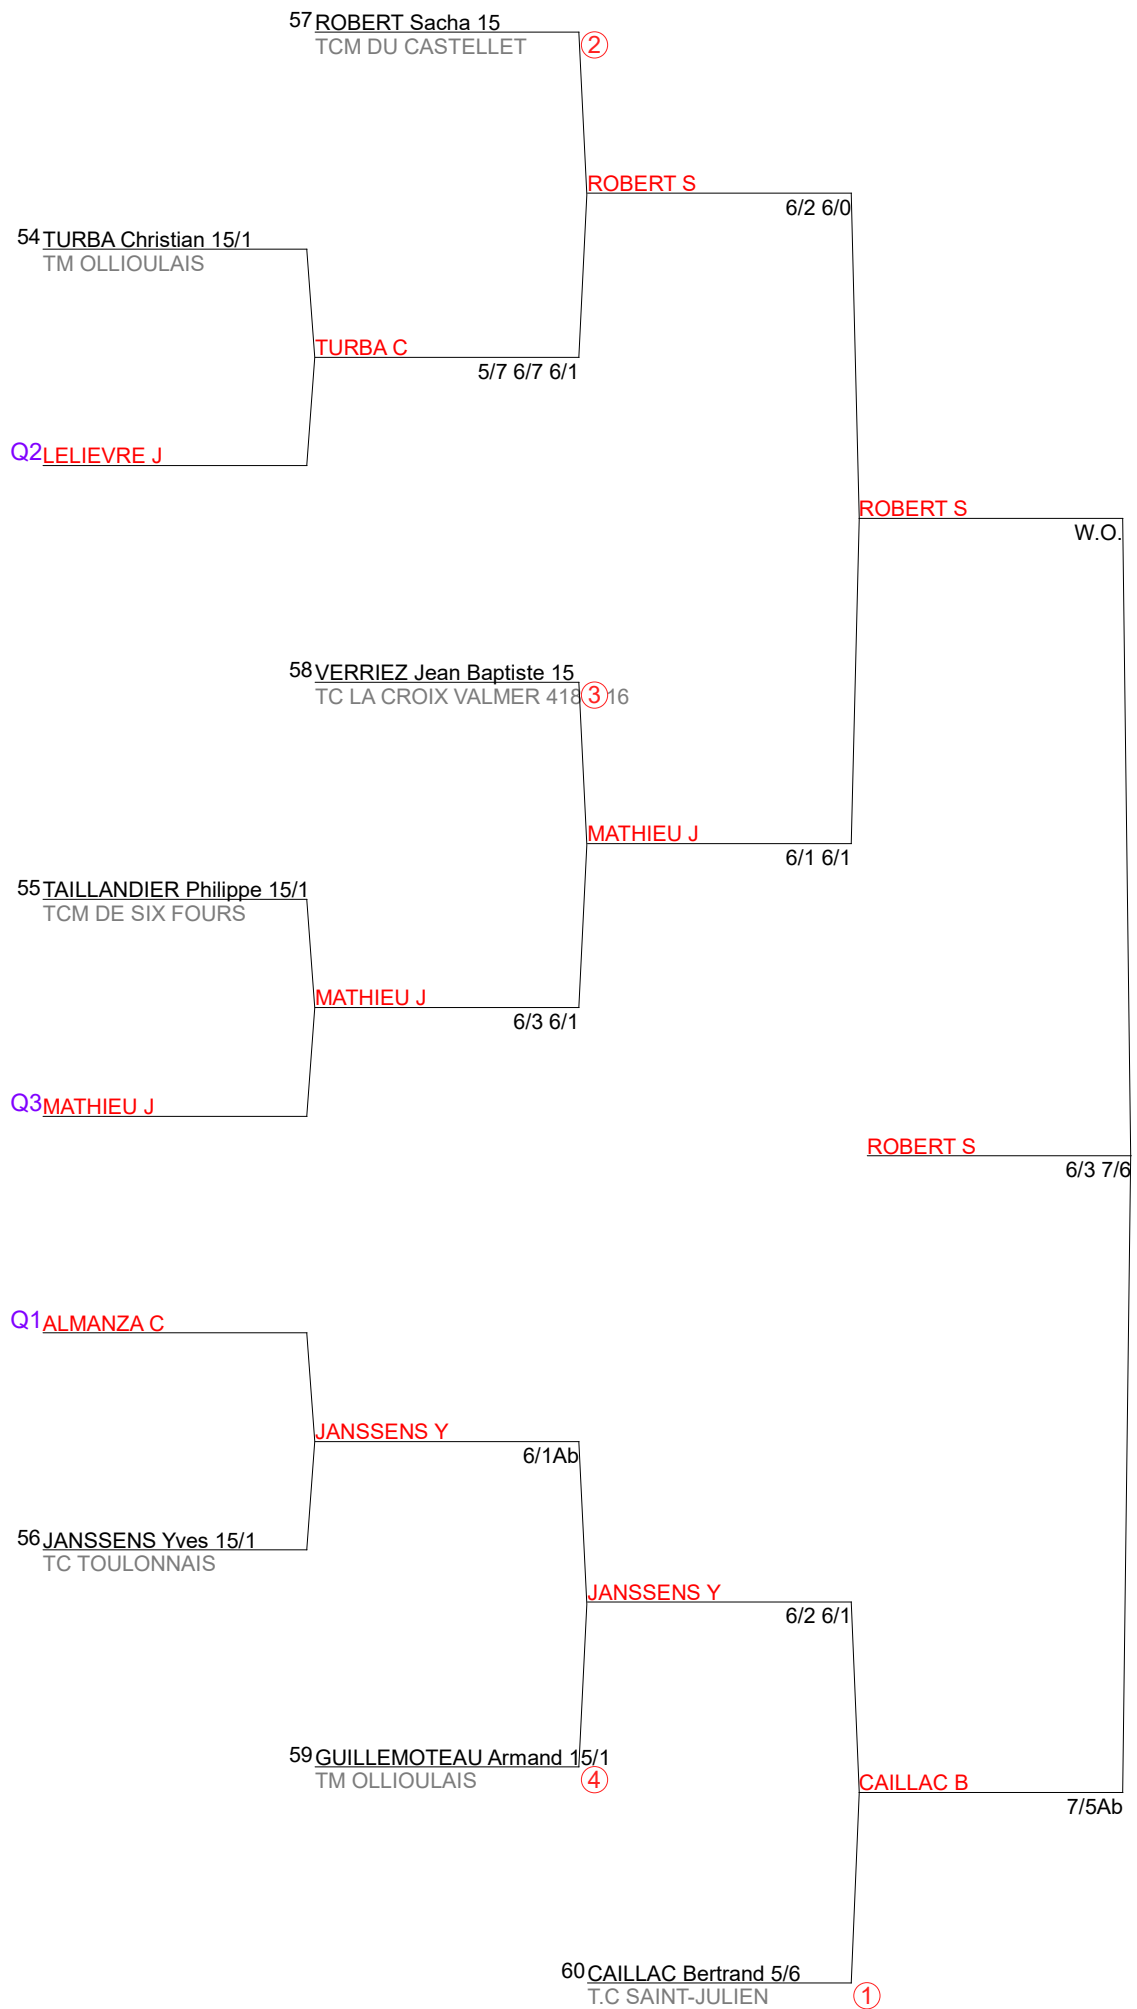 57 ROBERT Sacha 15
TCM DU CASTELLET
2
ROBERT S
6/2 6/0
54 TURBA Christian 15/1
TM OLLIOULAIS
TURBA C
5/7 6/7 6/1
Q2 LELIEVRE J
ROBERT S
W.O.
58 VERRIEZ Jean Baptiste 15
TC LA CROIX VALMER 418 16
3
MATHIEU J
6/1 6/1
55 TAILLANDIER Philippe 15/1
TCM DE SIX FOURS
MATHIEU J
6/3 6/1
Q3 MATHIEU J
ROBERT S
6/3 7/6
Q1 ALMANZA C
JANSSENS Y
6/1Ab
56 JANSSENS Yves 15/1
TC TOULONNAIS
JANSSENS Y
6/2 6/1
59 GUILLEMOTEAU Armand 15/1
TM OLLIOULAIS
4
CAILLAC B
7/5Ab
60 CAILLAC Bertrand 5/6
T.C SAINT-JULIEN
1